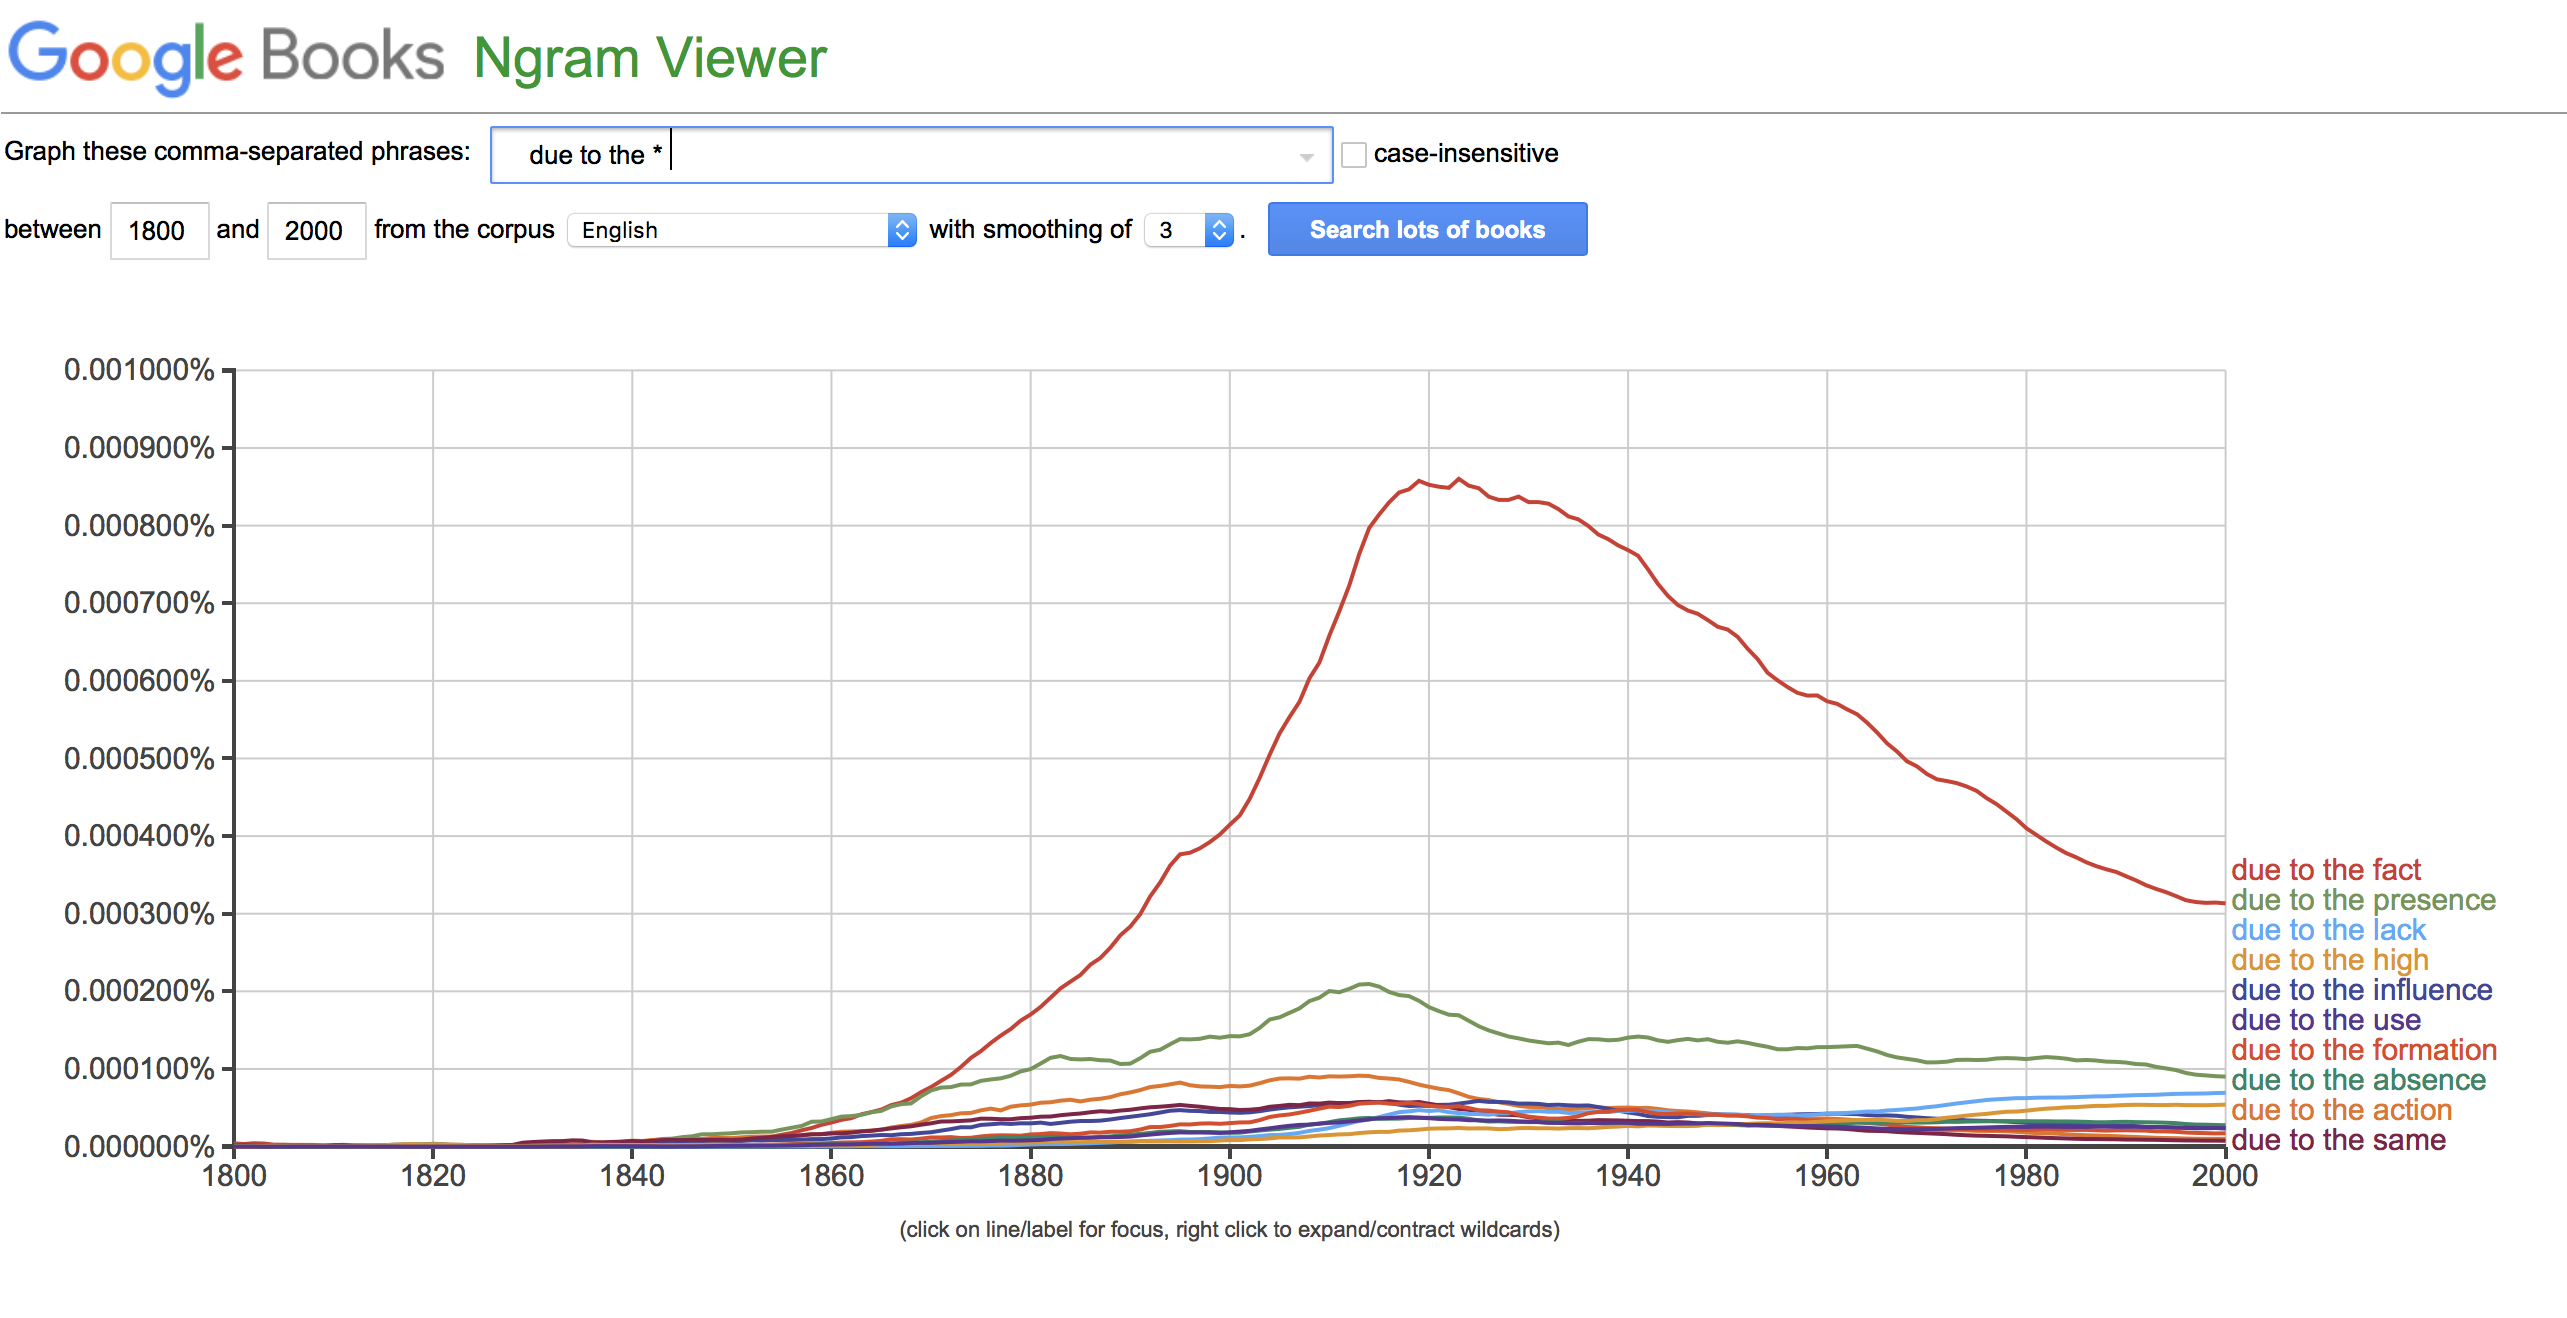 Google Books Ngram Viewer
Graph these comma-separated phrases: due to the * case-insensitive
between 1800 and 2000 from the corpus English with smoothing of 3 . Search lots of books
0.001000%
0.000900%
0.000800%
0.000700%
0.000600%
0.000500%
0.000400%
0.000300%
0.000200%
0.000100%
0.000000%
due to the fact
due to the presence
due to the lack
due to the high
due to the influence
due to the use
due to the formation
due to the absence
due to the action
due to the same
1800 1820 1840 1860 1880 1900 1920 1940 1960 1980 2000
(click on line/label for focus, right click to expand/contract wildcards)